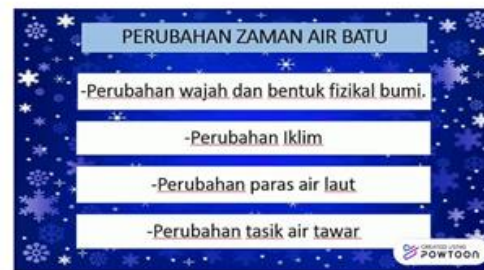 PERUBAHAN ZAMAN AIR BATU
-Perubahan wajah dan bentuk fizikal bumi.
-Perubahan Iklim
-Perubahan paras air laut
-Perubahan tasik air tawar
CREATED USING
POWTOON